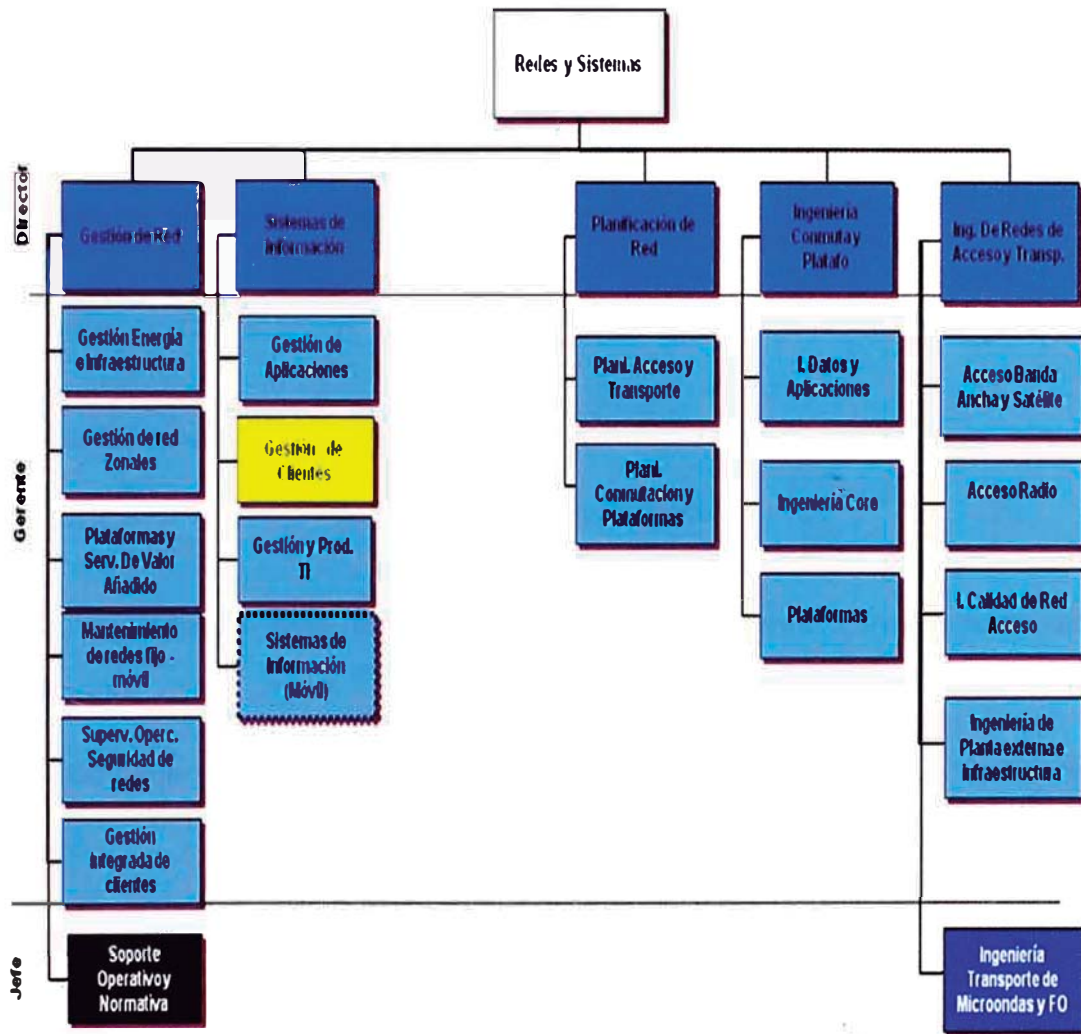 Redes y Sistemas
Director
Gestión de Red
Sistemas de
Información
Planificación de
Red
Ingeniería
Conmuta y
Platafo
Ing. De Redes de
Acceso y Transp.
Gerente
Gestión Energía
e Infraestructura
Gestión de red
Zonales
Plataformas y
Serv. De Valor
Añadido
Mantenimiento
de redes fijo -
móvil
Superv. Operc.
Seguridad de
redes
Gestión
Integrada de
clientes
Gestión de
Aplicaciones
Gestión de
Clientes
Gestión y Prod.
TI
Sistemas de
Información
(Móvil)
Planf. Acceso y
Transporte
Planf.
Conmutacion y
Plataformas
I. Datos y
Aplicaciones
Ingeniería Core
Plataformas
Acceso Banda
Ancha y Satélite
Acceso Radio
I. Calidad de Red
Acceso
Ingeniería de
Planta externa e
infraestructura
Jefe
Soporte
Operativo y
Normativa
Ingeniería
Transporte de
Microondas y FO